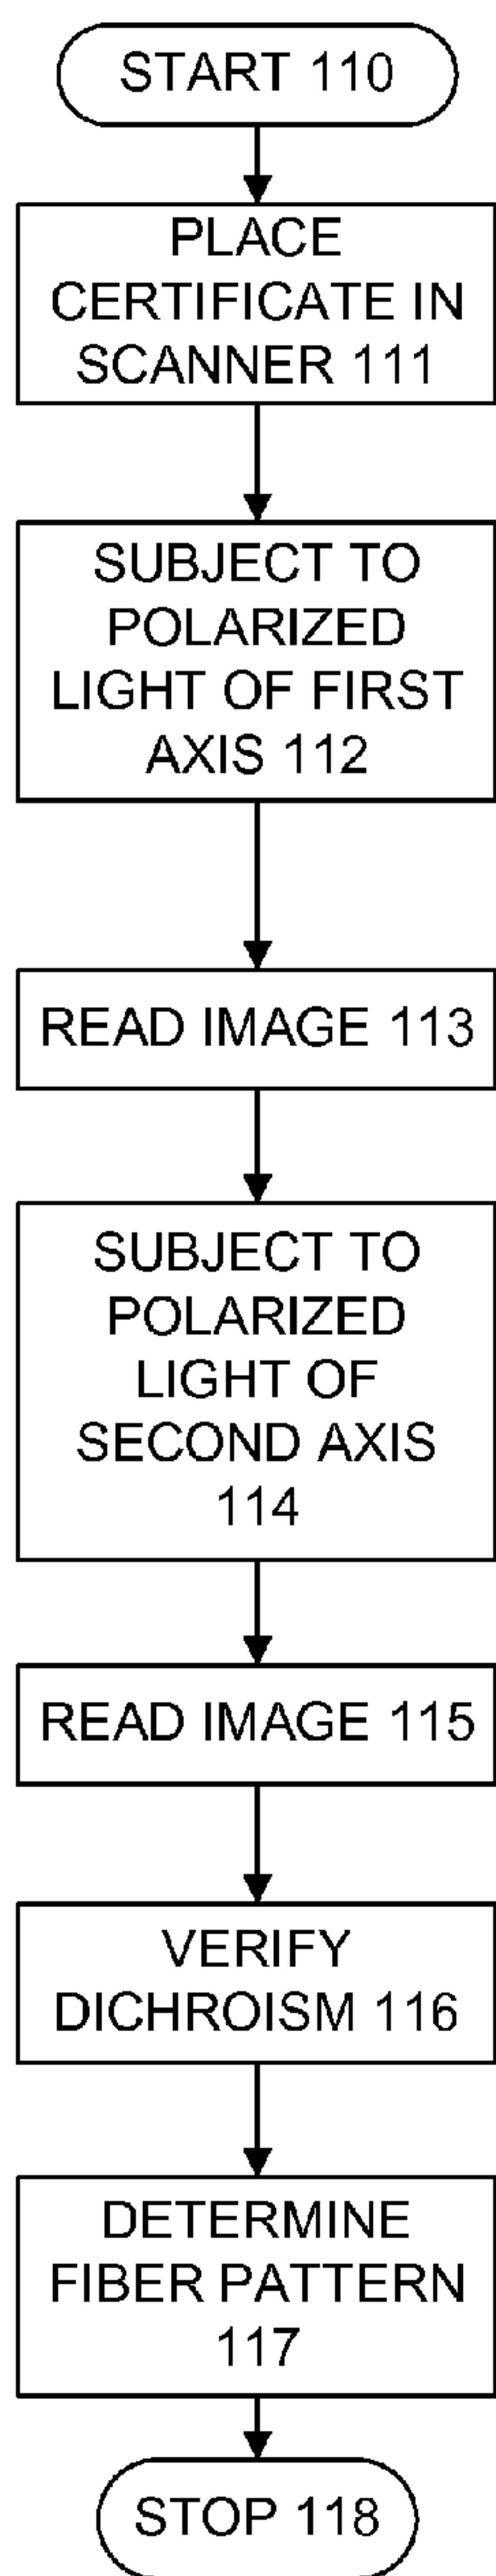 START 110
PLACE
CERTIFICATE IN
SCANNER 111
SUBJECT TO
POLARIZED
LIGHT OF FIRST
AXIS 112
READ IMAGE 113
SUBJECT TO
POLARIZED
LIGHT OF
SECOND AXIS
114
READ IMAGE 115
VERIFY
DICHROISM 116
DETERMINE
FIBER PATTERN
117
STOP 118